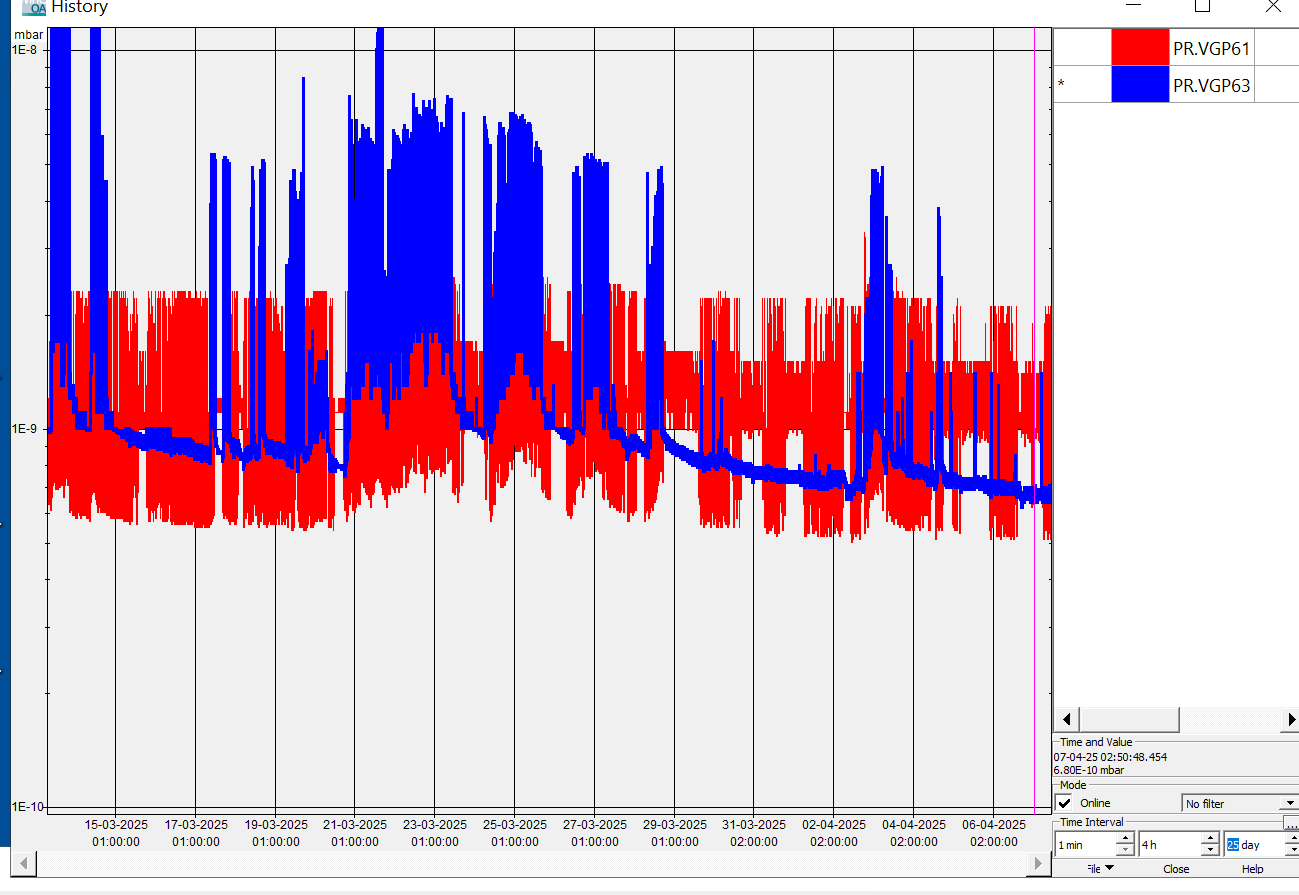 OA History
mbar
1E-8
1E-9
1E-10
15-03-2025 17-03-2025 19-03-2025 21-03-2025 23-03-2025 25-03-2025 27-03-2025 29-03-2025 31-03-2025 02-04-2025 04-04-2025 06-04-2025
01:00:00 01:00:00 01:00:00 01:00:00 01:00:00 01:00:00 01:00:00 01:00:00 02:00:00 02:00:00 02:00:00 02:00:00
PR.VGP61
* PR.VGP63
Time and Value
07-04-25 02:50:48.454
6.80E-10 mbar
Mode
Online No filter
Time Interval ...
1 min 4 h 25 day
File Close Help